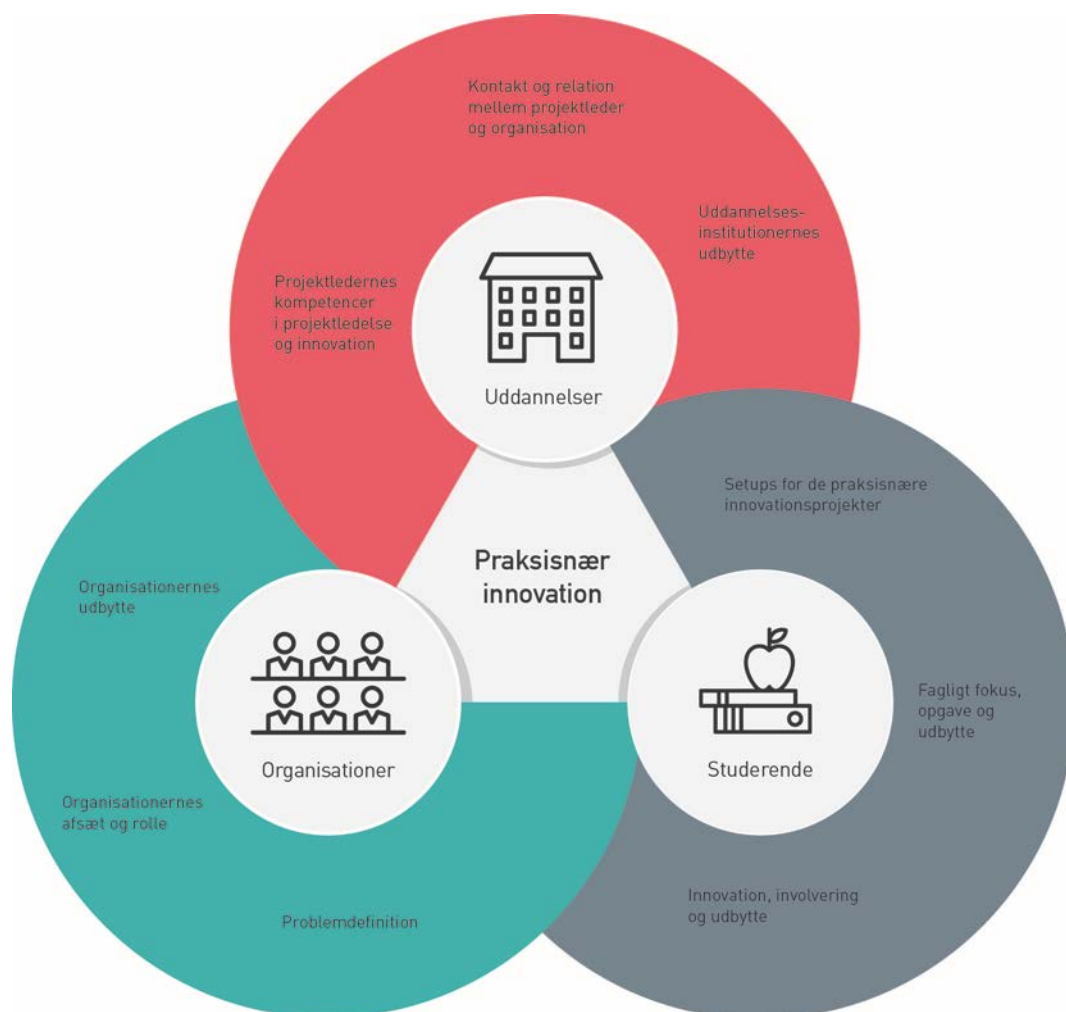 Kontakt og relation
mellem projektleder
og organisation
Uddannelses-
institutionernes
udbytte
Projektledernes
kompetencer
i projektledelse
og innovation
Uddannelser
Setups for de praksisnære
innovationsprojekter
Praksisnær
innovation
Organisationernes
udbytte
Organisationer
Organisationernes
afsæt og rolle
Problemdefinition
Fagligt fokus,
opgave og
udbytte
Studerende
Innovation, involvering
og udbytte